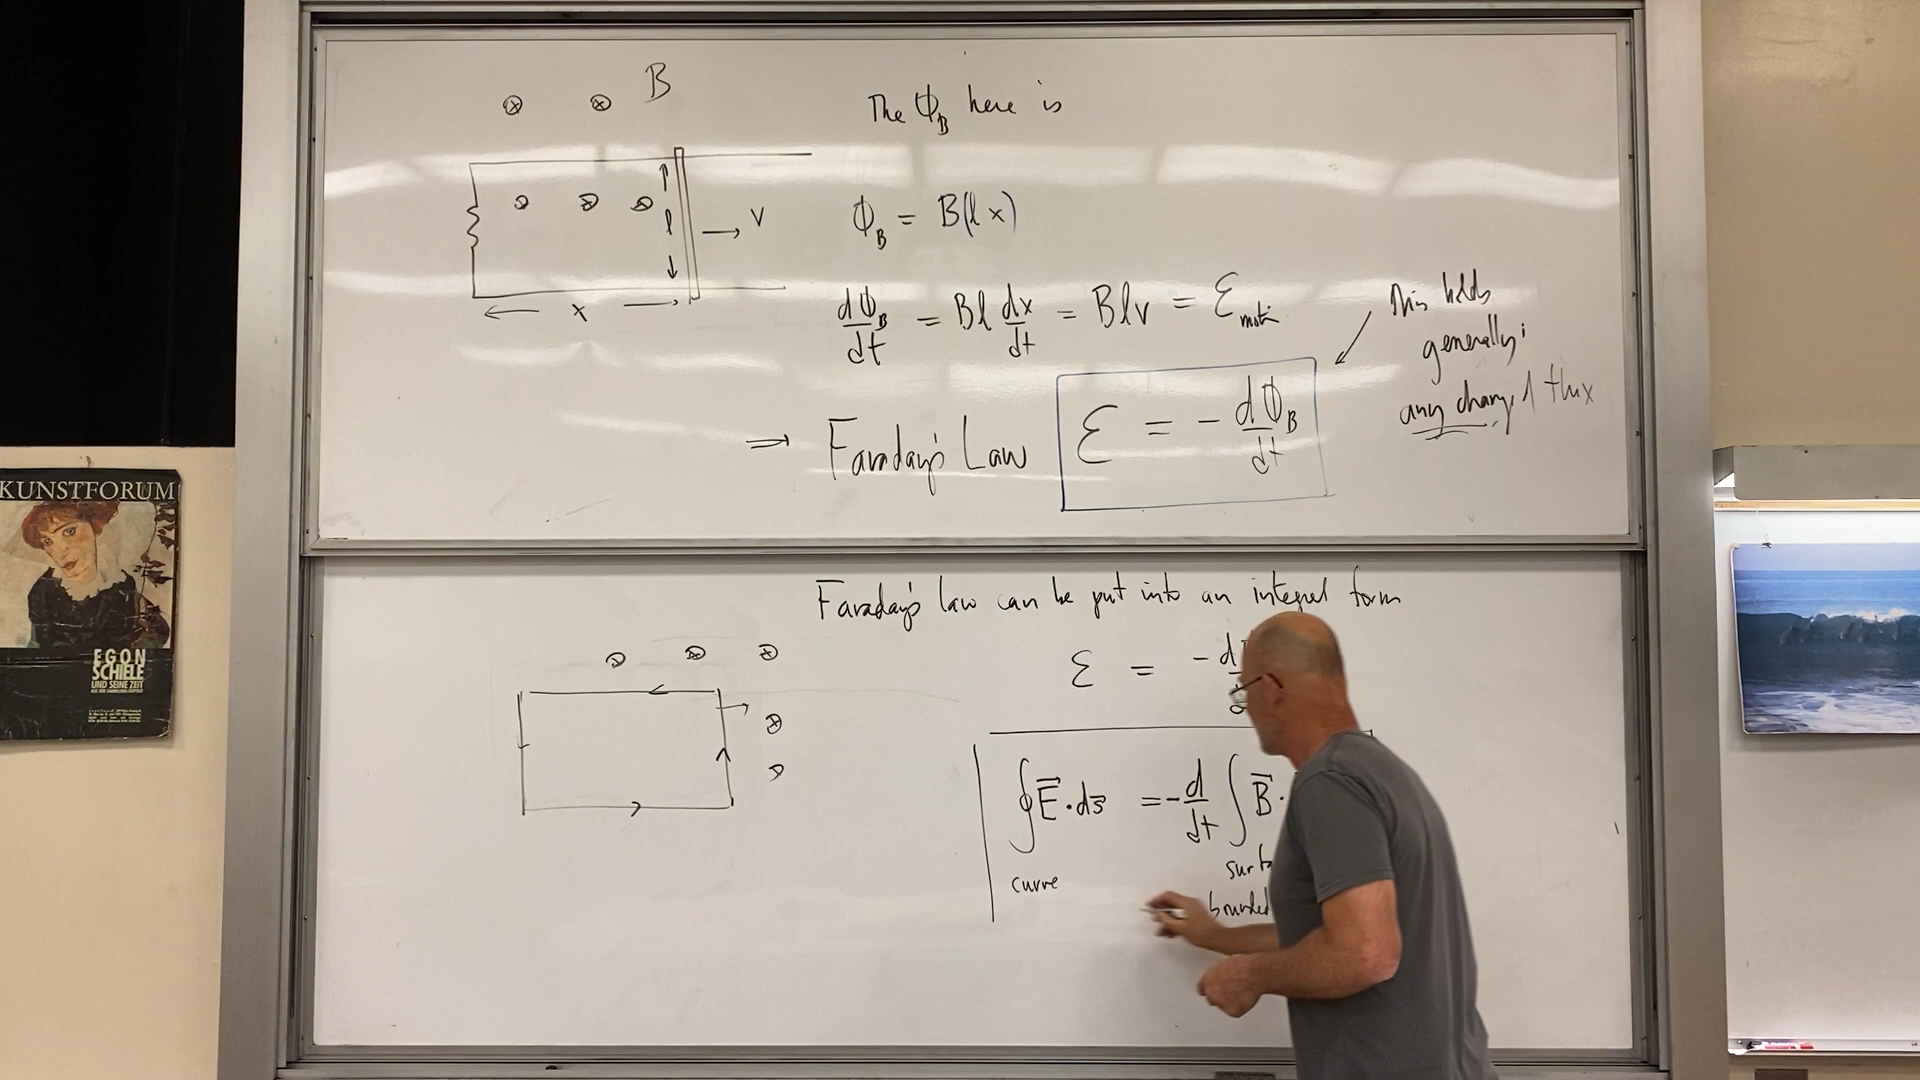 B
The Φ_B here is
Φ_B = B(l x)
l
→ V
← x →
dΦ_B/dt = Bl dx/dt = Blv = ℰ
This holds
generally:
any change of flux
⇒ Faraday's Law ℰ = - dΦ_B/dt
Faraday's law can be put into an integral form
ℰ = - d
∮E⃗·ds⃗ = - d/dt ∫B⃗·
curve
bounded
KUNSTFORUM
EGON
SCHIELE
UND SEINE ZEIT